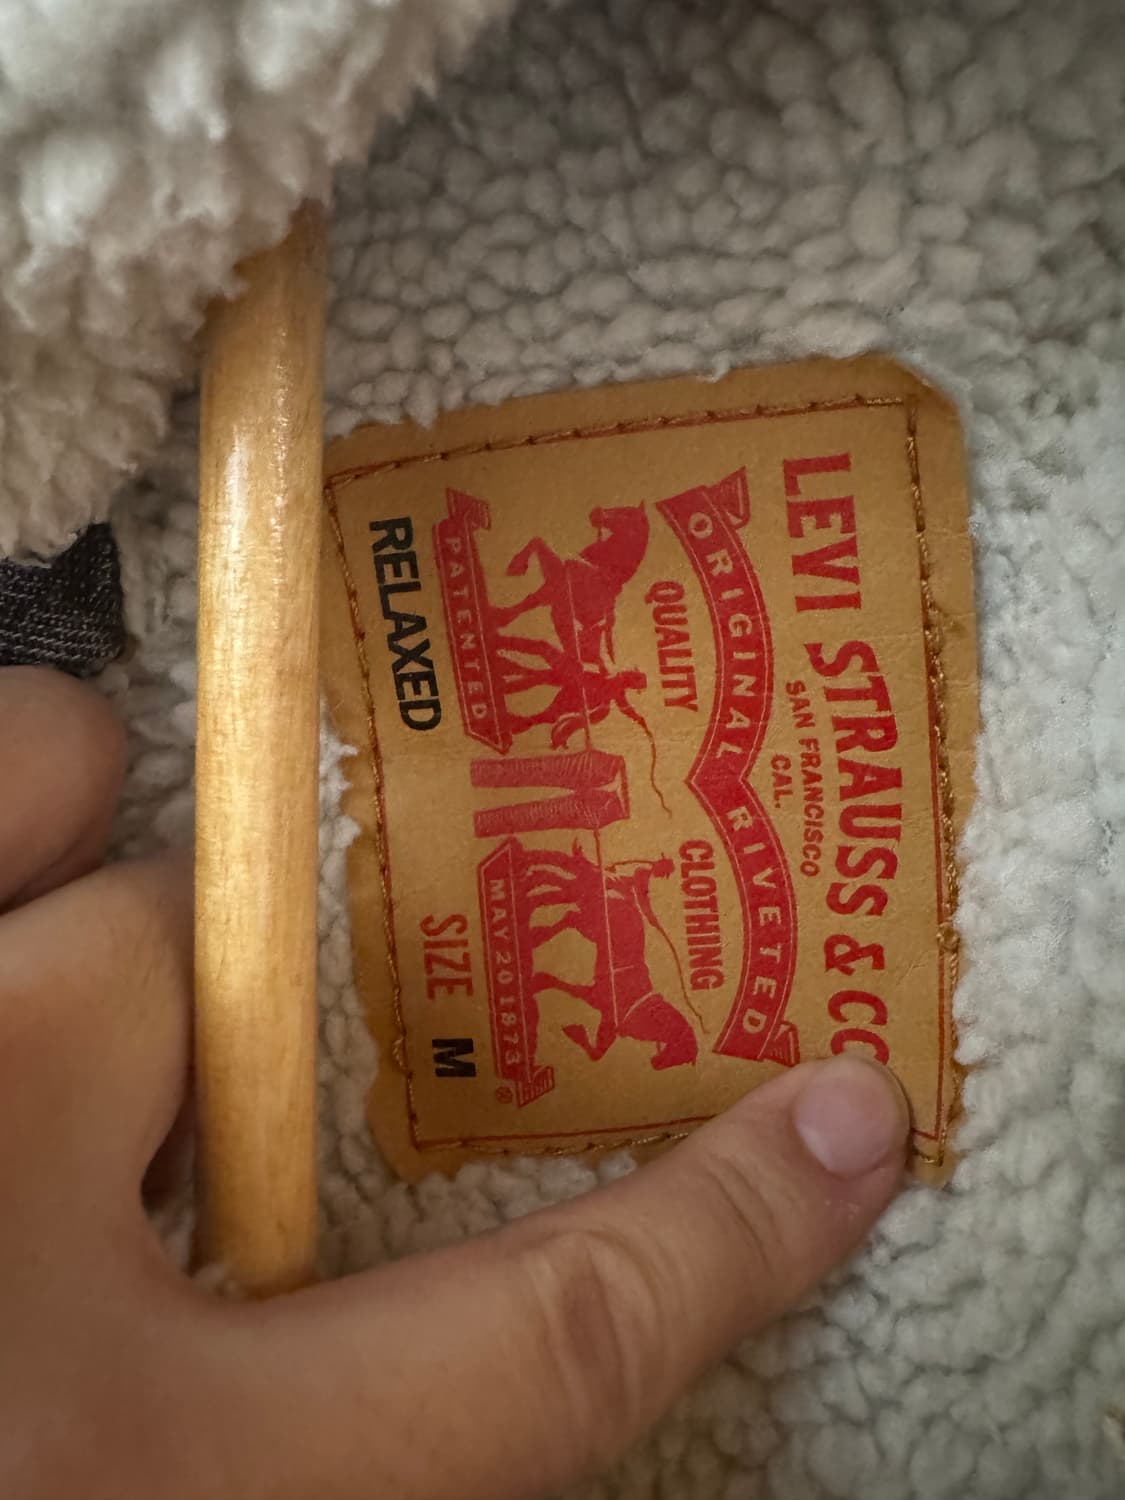 LEVI STRAUSS & CO
SAN FRANCISCO
CAL.
ORIGINAL RIVETED
QUALITY CLOTHING
PATENTED MAY 20 1873 ®
RELAXED SIZE M